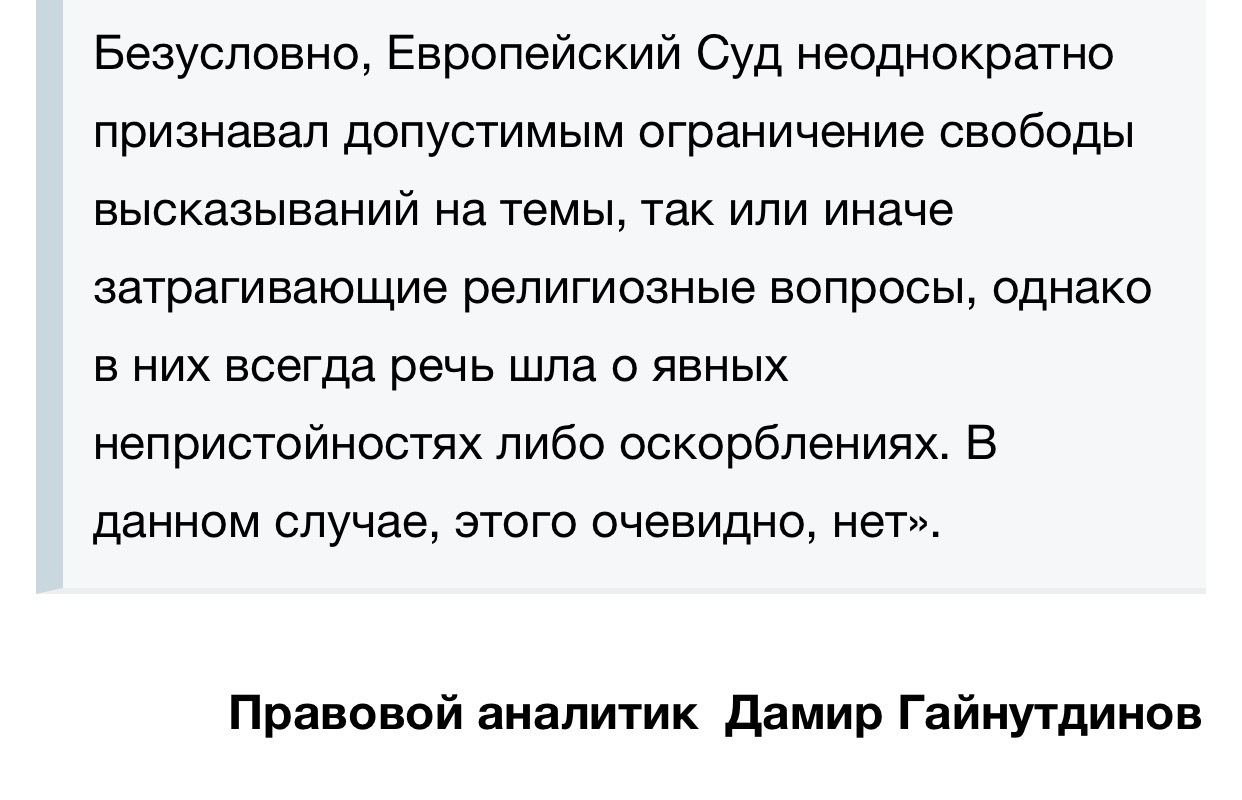 Безусловно, Европейский Суд неоднократно
признавал допустимым ограничение свободы
высказываний на темы, так или иначе
затрагивающие религиозные вопросы, однако
в них всегда речь шла о явных
непристойностях либо оскорблениях. В
данном случае, этого очевидно, нет».
Правовой аналитик  Дамир Гайнутдинов